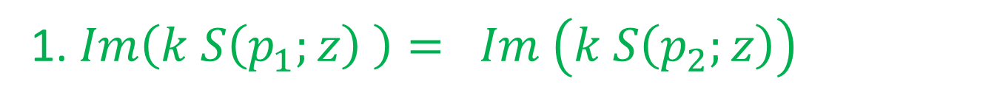 1. Im(k S(p₁; z) ) = Im (k S(p₂; z))